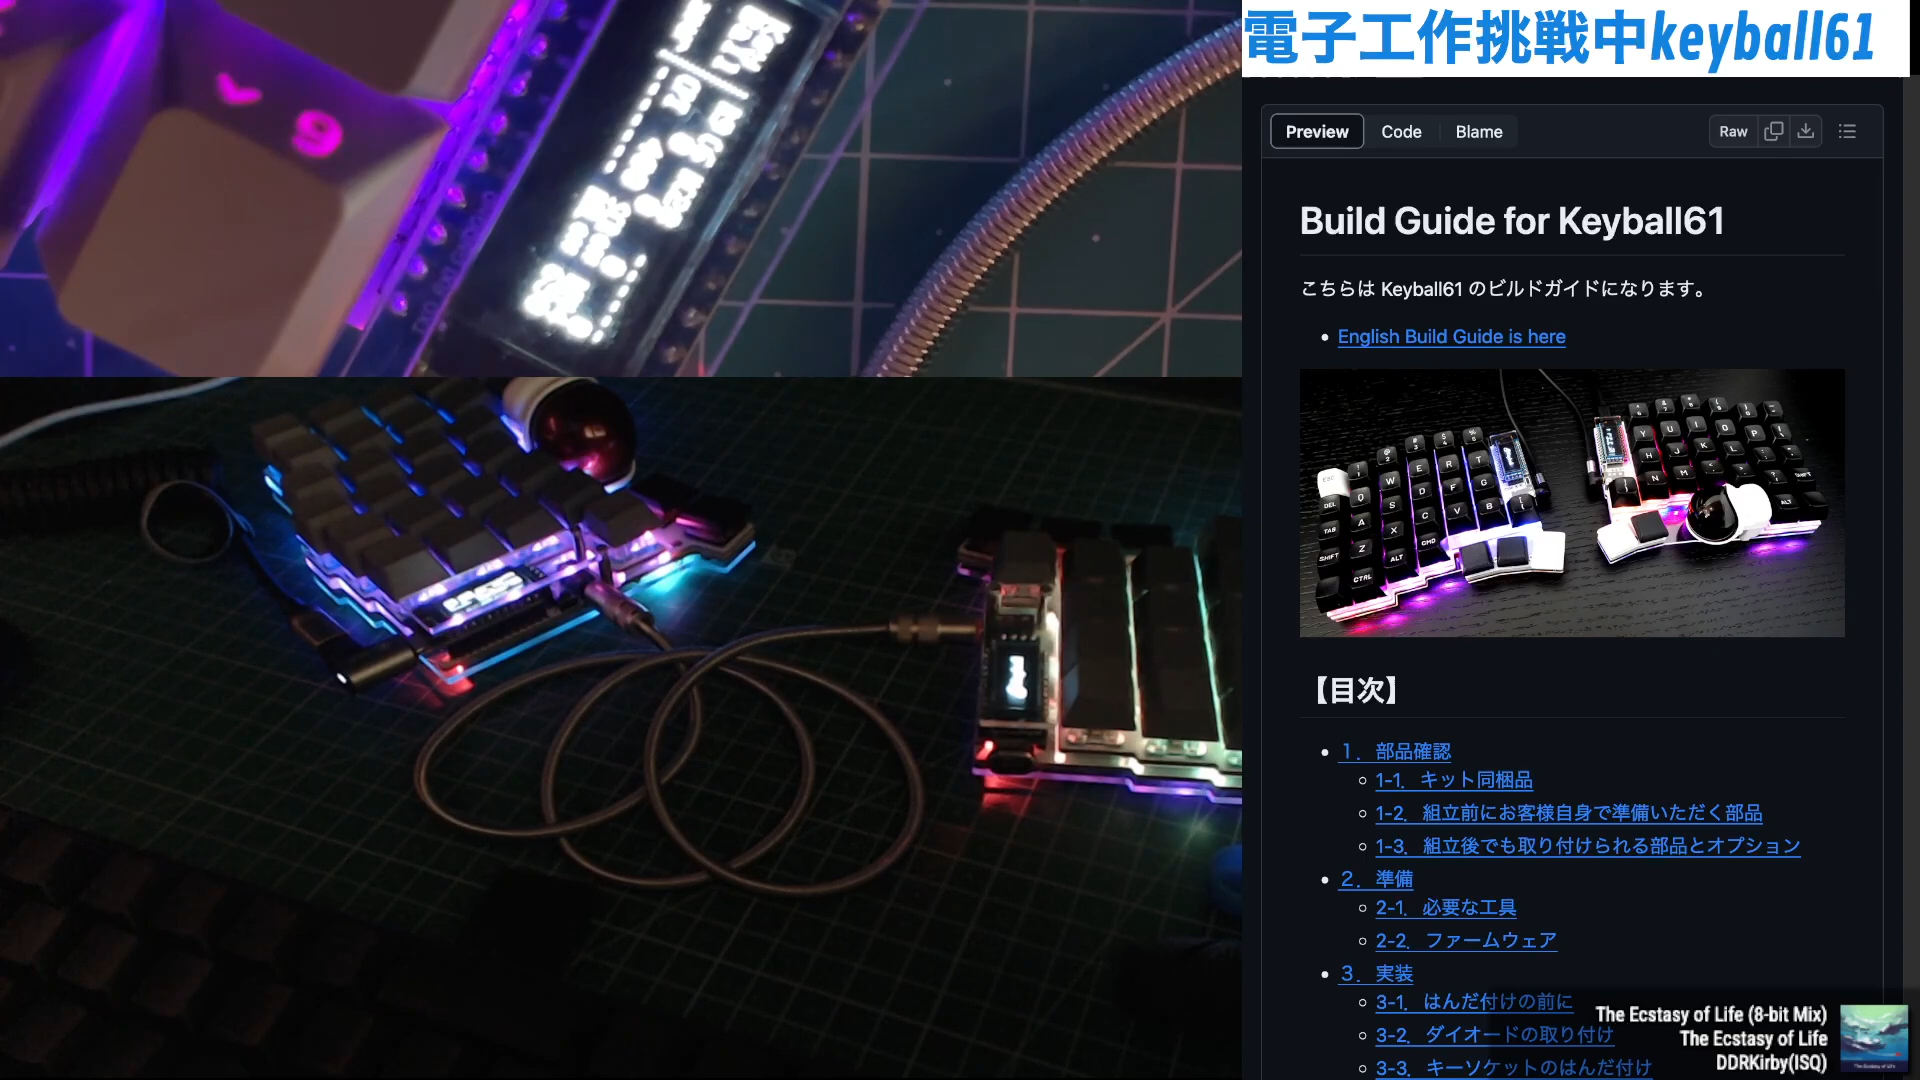 電子工作挑戦中keyball61
Preview
Code
Blame
Raw
Build Guide for Keyball61
こちらは Keyball61 のビルドガイドになります。
English Build Guide is here
【目次】
1. 部品確認
1-1. キット同梱品
1-2. 組立前にお客様自身で準備いただく部品
1-3. 組立後でも取り付けられる部品とオプション
2. 準備
2-1. 必要な工具
2-2. ファームウェア
3. 実装
3-1. はんだ付けの前に
3-2. ダイオードの取り付け
3-3. キーソケットのはんだ付け
The Ecstasy of Life (8-bit Mix)
The Ecstasy of Life
DDRKirby(ISQ)